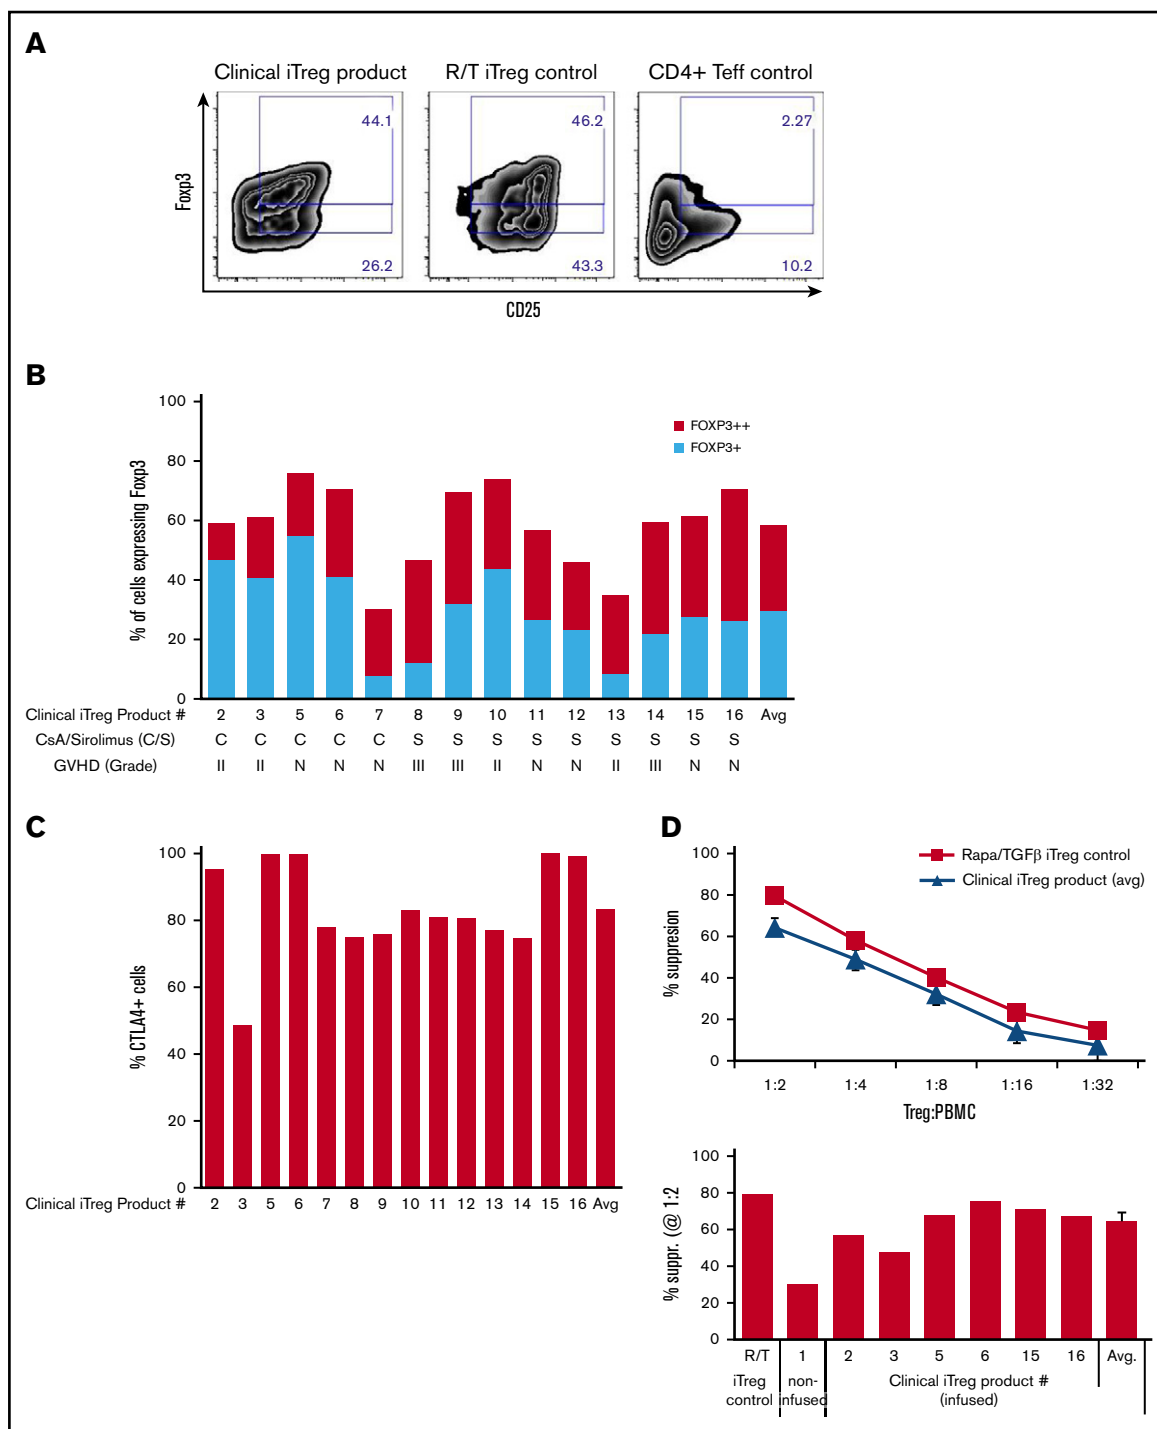 A
Clinical iTreg product R/T iTreg control CD4+ Teff control
44.1 46.2 2.27
Foxp3
26.2 43.3 10.2
CD25
B
% of cells expressing Foxp3
100
80
60
40
20
0
FOXP3++
FOXP3+
Clinical iTreg Product # 2 3 5 6 7 8 9 10 11 12 13 14 15 16 Avg
CsA/Sirolimus (C/S) C C C C C S S S S S S S S S
GVHD (Grade) II II N N N III III II N N II III N N
C
% CTLA4+ cells
100
80
60
40
20
0
Clinical iTreg Product # 2 3 5 6 7 8 9 10 11 12 13 14 15 16 Avg
D
% suppresion
100
80
60
40
20
0
Rapa/TGFβ iTreg control
Clinical iTreg product (avg)
1:2 1:4 1:8 1:16 1:32
Treg:PBMC
% suppr. (@ 1:2
100
80
60
40
20
0
R/T 1 2 3 5 6 15 16 Avg.
iTreg non- Clinical iTreg product #
control infused (infused)